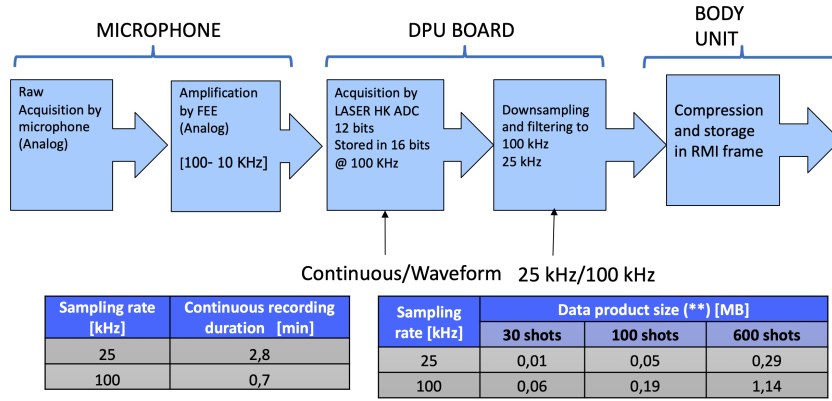 MICROPHONE
DPU BOARD
BODY
UNIT
Raw
Acquisition by
microphone
(Analog)
Amplification
by FEE
(Analog)
[100- 10 KHz]
Acquisition by
LASER HK ADC
12 bits
Stored in 16 bits
@ 100 KHz
Downsampling
and filtering to
100 kHz
25 kHz
Compression
and storage
in RMI frame
Continuous/Waveform
25 kHz/100 kHz
Sampling rate
[kHz]
Continuous recording
duration [min]
25
2,8
100
0,7
Sampling
rate [kHz]
Data product size (**) [MB]
30 shots
100 shots
600 shots
25
0,01
0,05
0,29
100
0,06
0,19
1,14